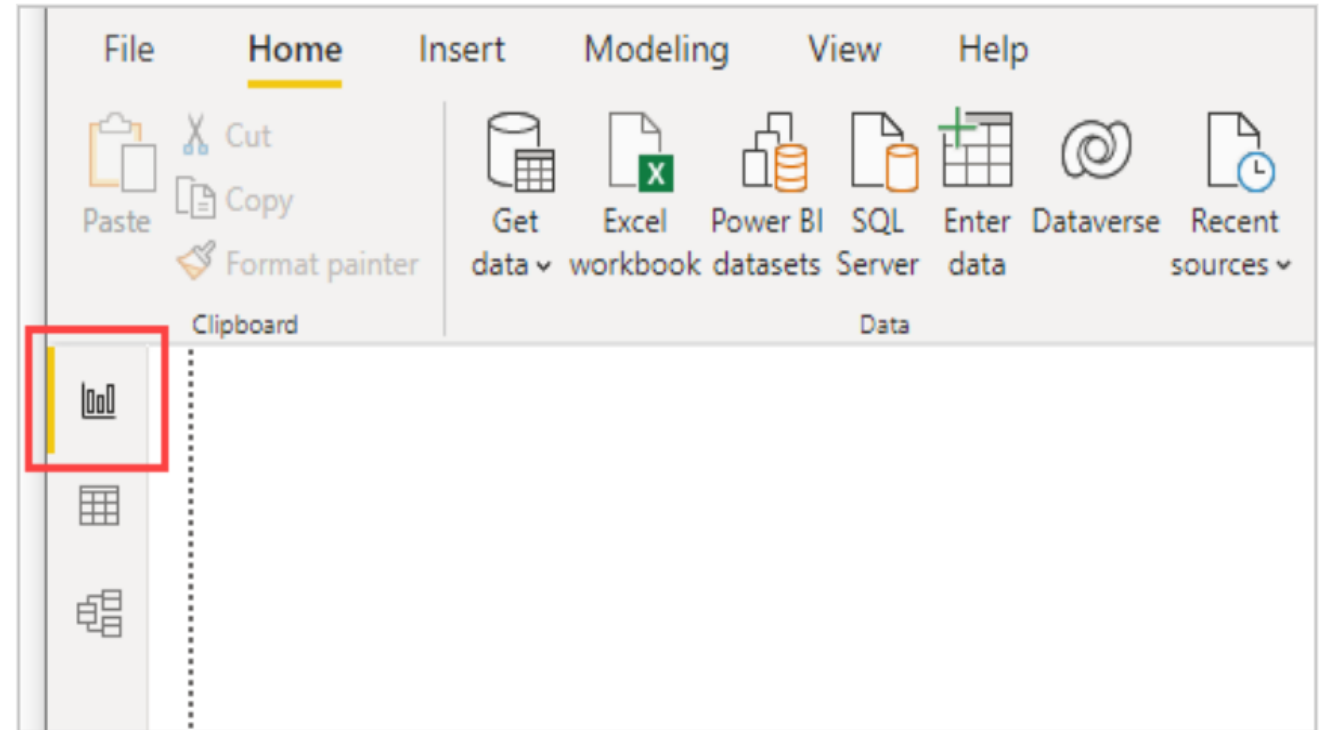 File Home Insert Modeling View Help
Cut
Copy
Paste
Format painter
Get data
Excel workbook
Power BI datasets
SQL Server
Enter data
Dataverse
Recent sources
Clipboard
Data